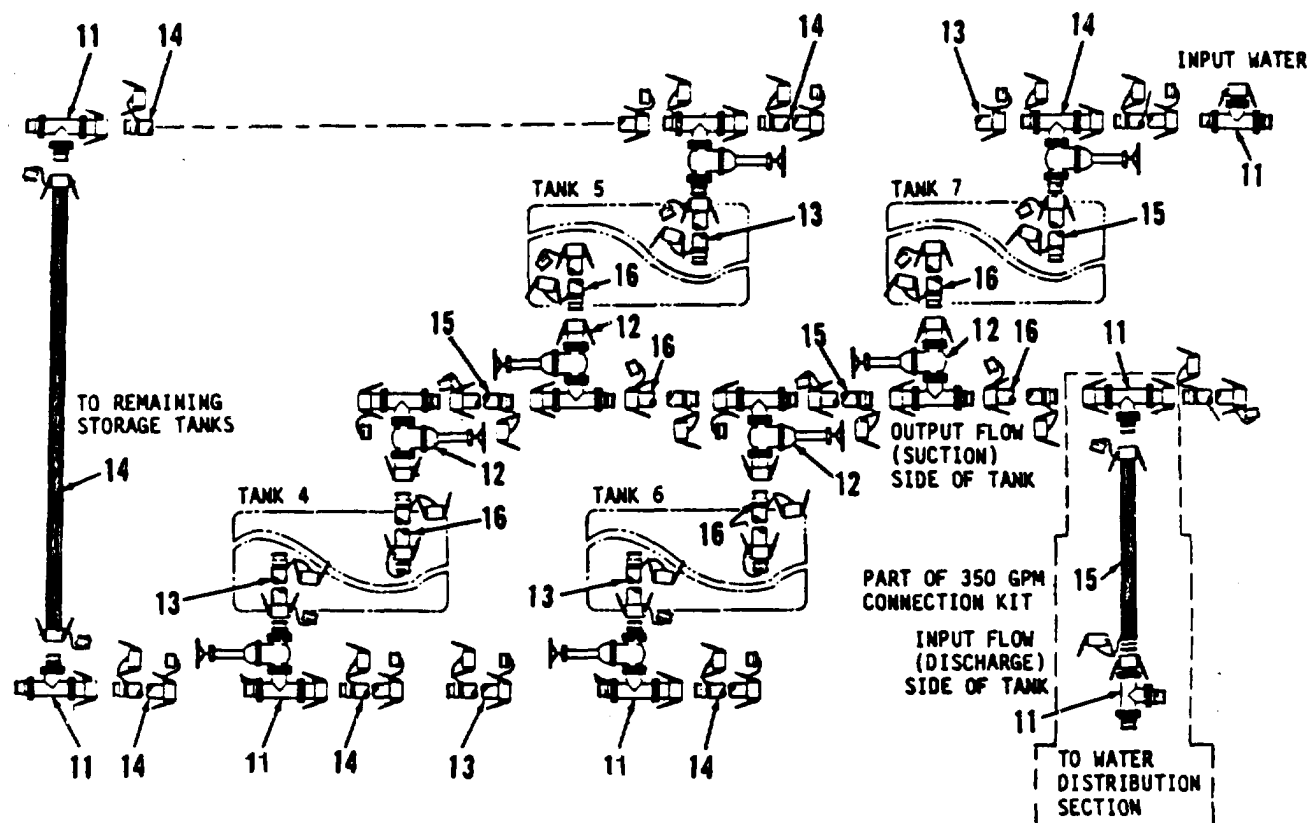 11
14
14
13
14
INPUT WATER
11
TANK 5
TANK 7
13
15
16
16
12
12
15
16
15
16
11
TO REMAINING
STORAGE TANKS
14
12
12
OUTPUT FLOW
(SUCTION)
SIDE OF TANK
TANK 4
TANK 6
16
16
13
13
PART OF 350 GPM
CONNECTION KIT
15
INPUT FLOW
(DISCHARGE)
SIDE OF TANK
11
11
14
11
14
13
11
14
TO WATER
DISTRIBUTION
SECTION